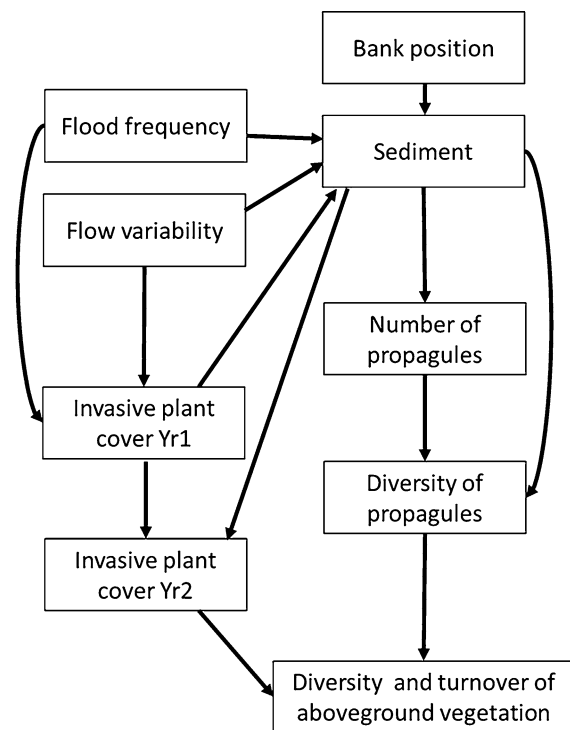 Bank position
Flood frequency
Sediment
Flow variability
Number of
propagules
Invasive plant
cover Yr1
Diversity of
propagules
Invasive plant
cover Yr2
Diversity and turnover of
aboveground vegetation